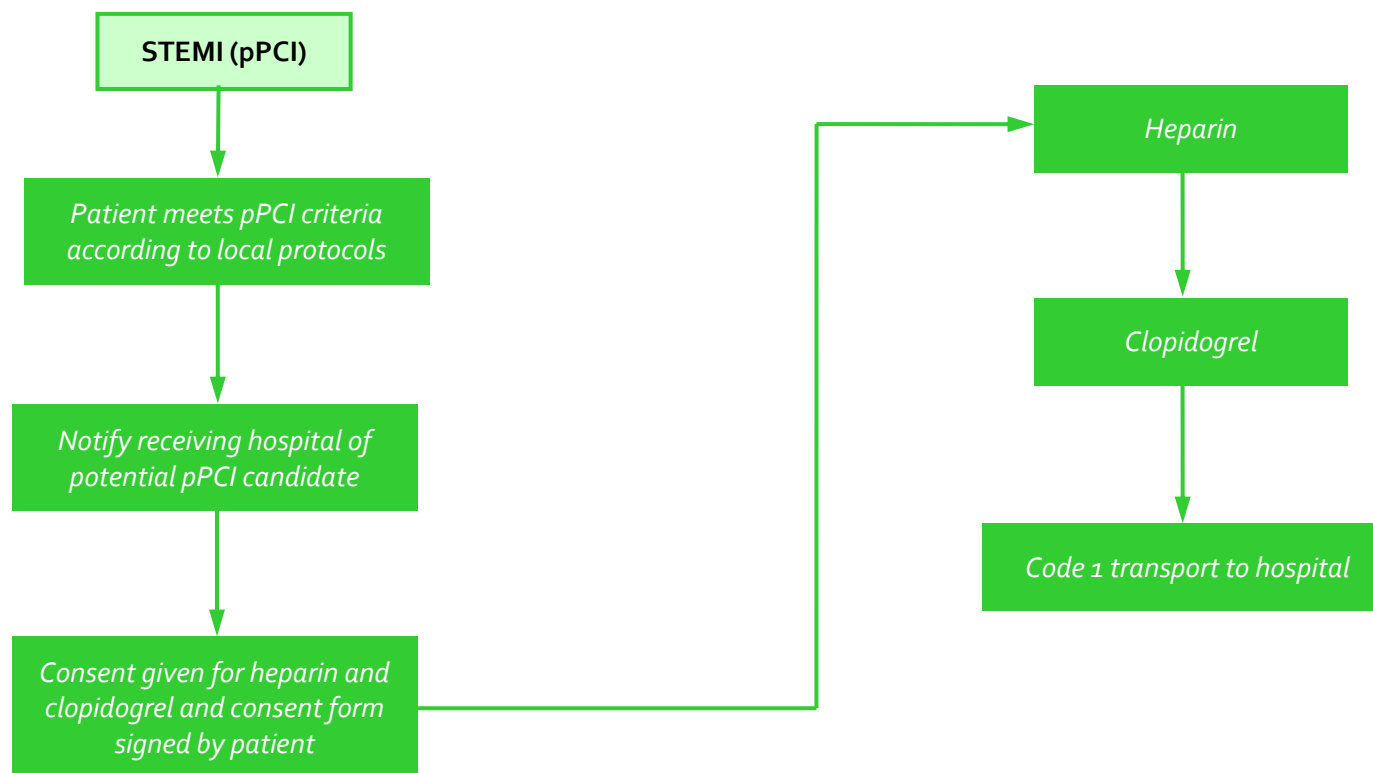 STEMI (pPCI)
Patient meets pPCI criteria
according to local protocols
Notify receiving hospital of
potential pPCI candidate
Consent given for heparin and
clopidogrel and consent form
signed by patient
Heparin
Clopidogrel
Code 1 transport to hospital